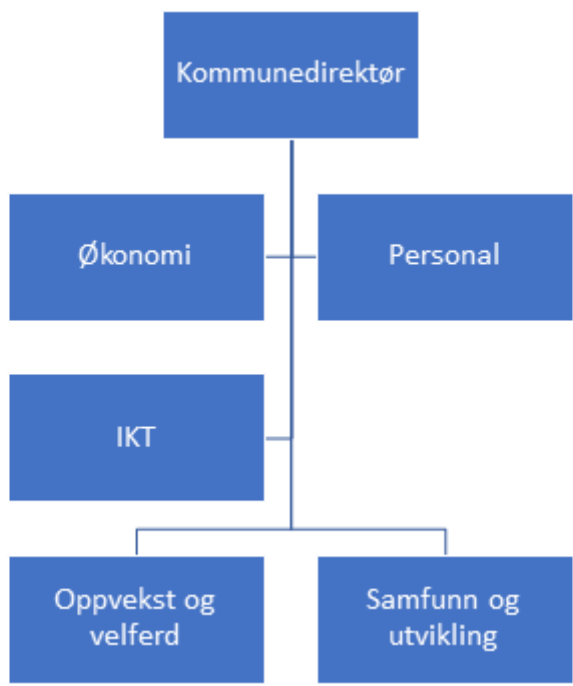 Kommunedirektør
Økonomi
Personal
IKT
Oppvekst og
velferd
Samfunn og
utvikling